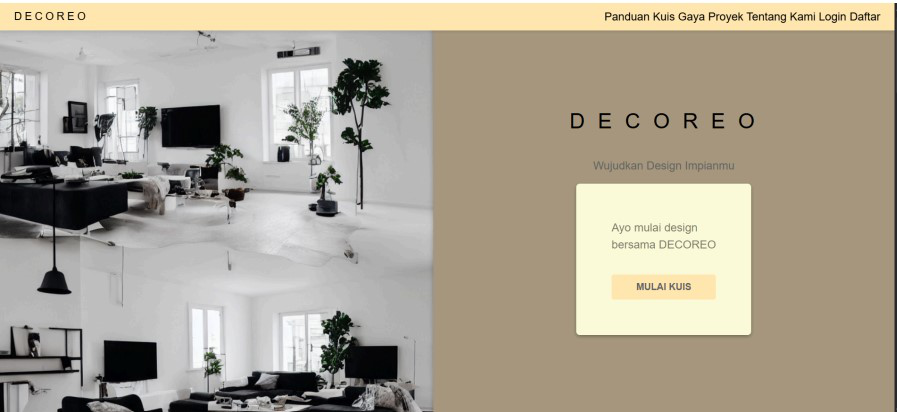 DECOREO
Panduan Kuis Gaya Proyek Tentang Kami Login Daftar
DECOREO
Wujudkan Design Impianmu
Ayo mulai design
bersama DECOREO
MULAI KUIS